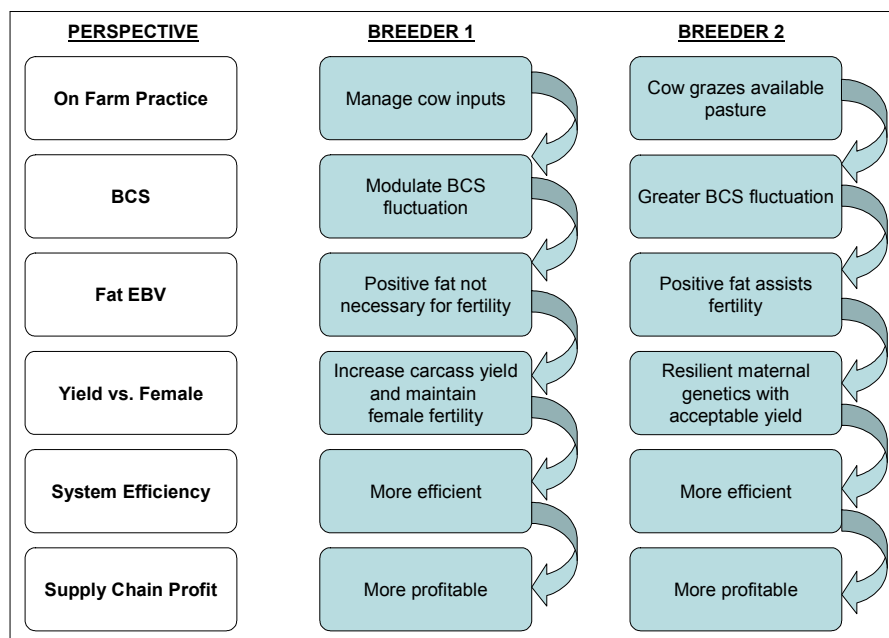 PERSPECTIVE
BREEDER 1
BREEDER 2
On Farm Practice
Manage cow inputs
Cow grazes available
pasture
BCS
Modulate BCS
fluctuation
Greater BCS fluctuation
Fat EBV
Positive fat not
necessary for fertility
Positive fat assists
fertility
Yield vs. Female
Increase carcass yield
and maintain
female fertility
Resilient maternal
genetics with
acceptable yield
System Efficiency
More efficient
More efficient
Supply Chain Profit
More profitable
More profitable